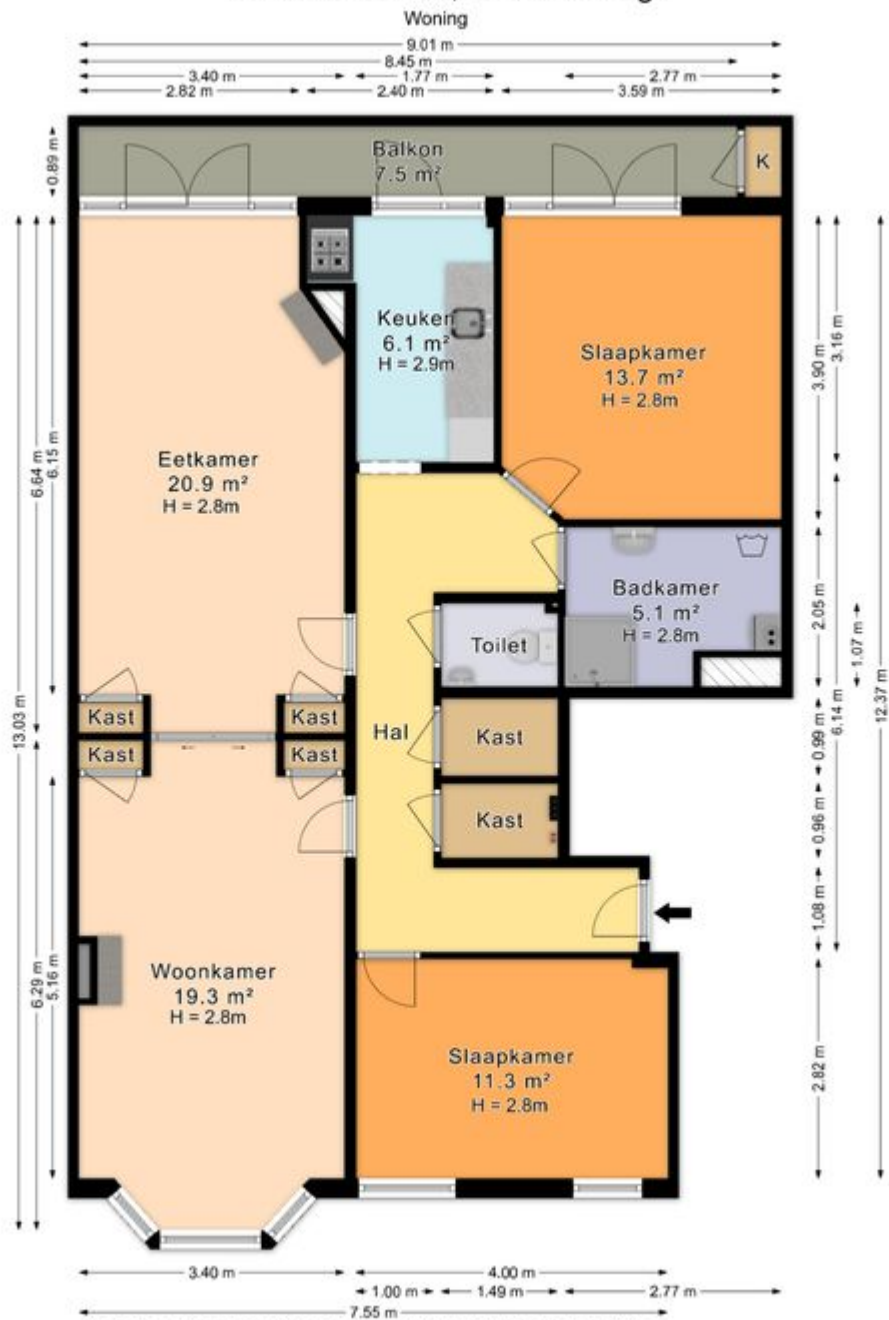 Woning
9.01 m
8.45 m
3.40 m
1.77 m
2.77 m
2.82 m
2.40 m
3.59 m
0.89 m
Balkon
7.5 m²
K
Keuken
6.1 m²
H = 2.9m
Slaapkamer
13.7 m²
H = 2.8m
3.90 m
3.16 m
Eetkamer
20.9 m²
H = 2.8m
6.64 m
6.15 m
13.03 m
Badkamer
5.1 m²
H = 2.8m
2.05 m
1.07 m
12.37 m
Toilet
Kast
Kast
Kast
Kast
Hal
Kast
Kast
0.99 m
6.14 m
0.96 m
1.08 m
Woonkamer
19.3 m²
H = 2.8m
6.29 m
5.16 m
Slaapkamer
11.3 m²
H = 2.8m
2.82 m
3.40 m
4.00 m
1.00 m
1.49 m
2.77 m
7.55 m